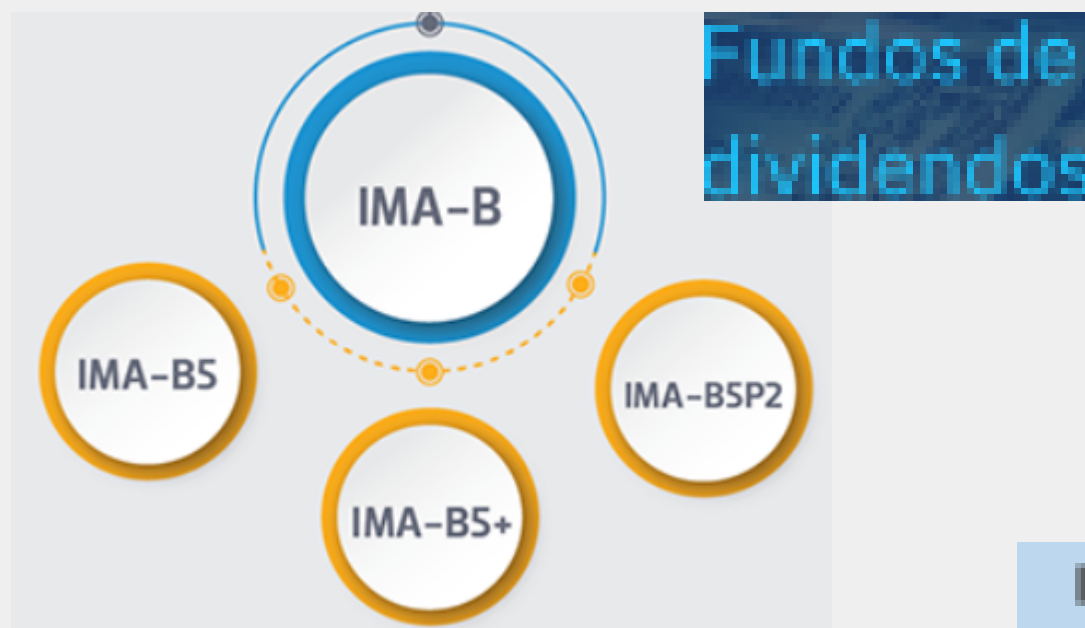 Fundos de
dividendos
IMA-B
IMA-B5
IMA-B5P2
IMA-B5+